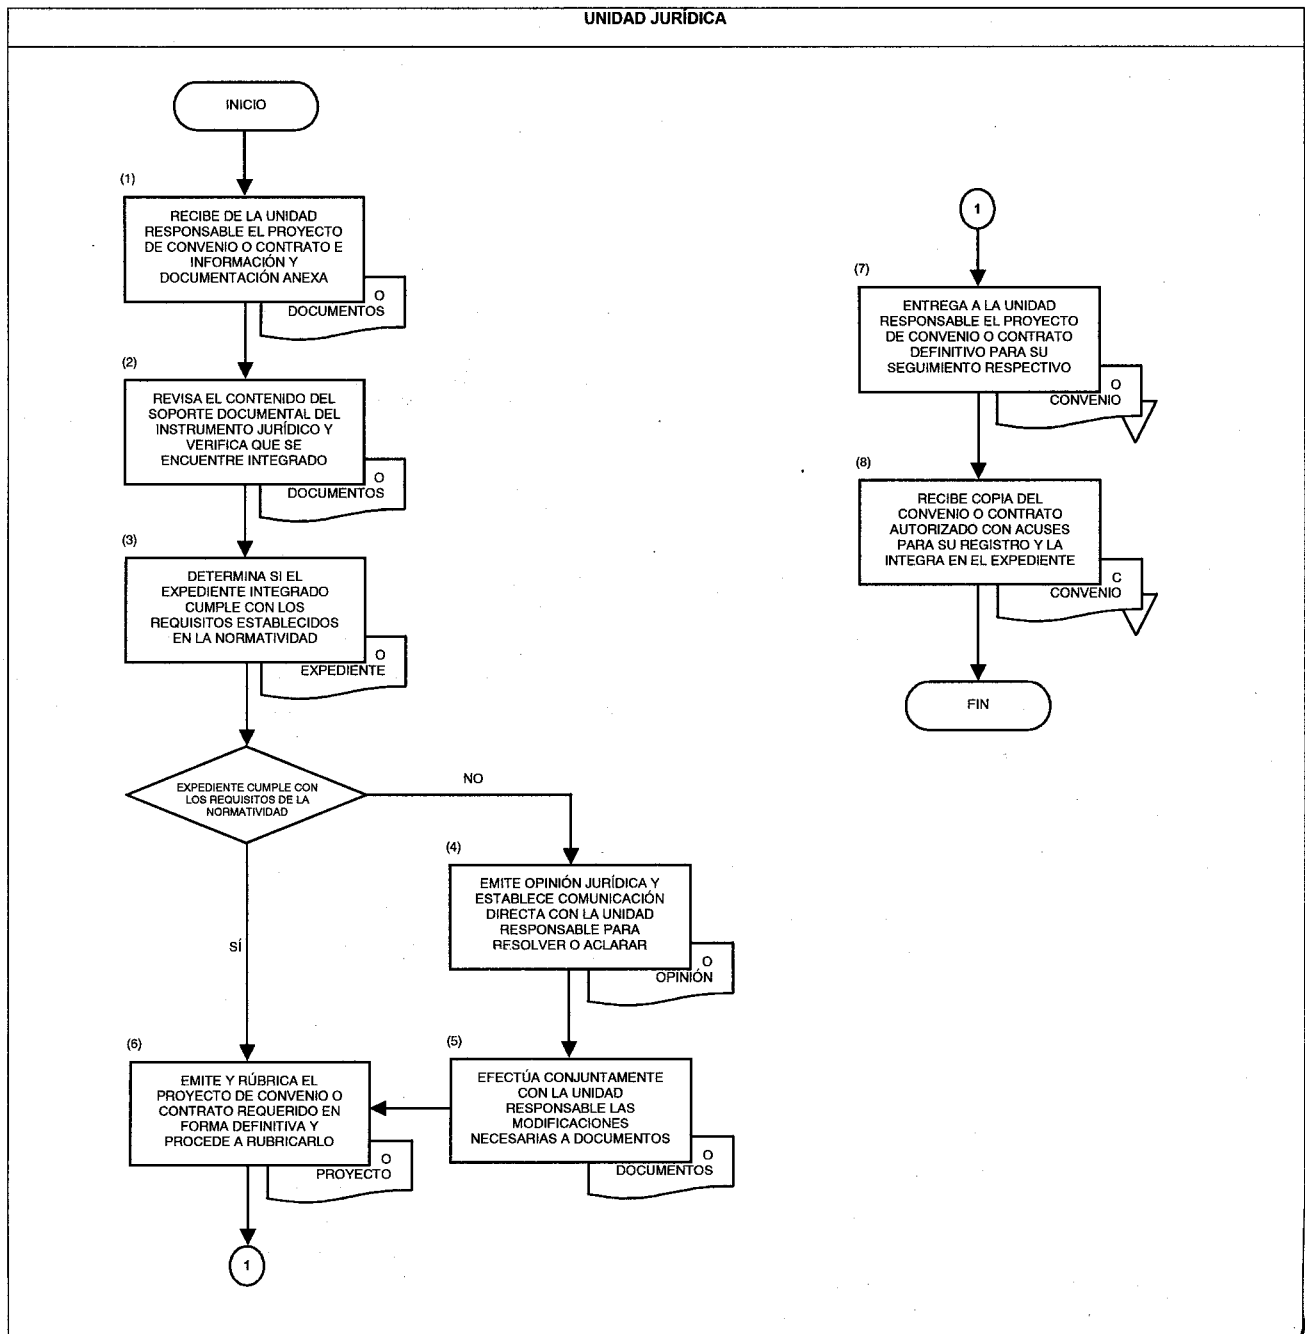 UNIDAD JURÍDICA
INICIO
(1)
RECIBE DE LA UNIDAD
RESPONSABLE EL PROYECTO
DE CONVENIO O CONTRATO E
INFORMACIÓN Y
DOCUMENTACIÓN ANEXA
O
DOCUMENTOS
(2)
REVISA EL CONTENIDO DEL
SOPORTE DOCUMENTAL DEL
INSTRUMENTO JURÍDICO Y
VERIFICA QUE SE
ENCUENTRE INTEGRADO
O
DOCUMENTOS
(3)
DETERMINA SI EL
EXPEDIENTE INTEGRADO
CUMPLE CON LOS
REQUISITOS ESTABLECIDOS
EN LA NORMATIVIDAD
O
EXPEDIENTE
EXPEDIENTE CUMPLE CON
LOS REQUISITOS DE LA
NORMATIVIDAD
NO
SÍ
(4)
EMITE OPINIÓN JURÍDICA Y
ESTABLECE COMUNICACIÓN
DIRECTA CON LA UNIDAD
RESPONSABLE PARA
RESOLVER O ACLARAR
O
OPINIÓN
(5)
EFECTÚA CONJUNTAMENTE
CON LA UNIDAD
RESPONSABLE LAS
MODIFICACIONES
NECESARIAS A DOCUMENTOS
O
DOCUMENTOS
(6)
EMITE Y RÚBRICA EL
PROYECTO DE CONVENIO O
CONTRATO REQUERIDO EN
FORMA DEFINITIVA Y
PROCEDE A RUBRICARLO
O
PROYECTO
1
1
(7)
ENTREGA A LA UNIDAD
RESPONSABLE EL PROYECTO
DE CONVENIO O CONTRATO
DEFINITIVO PARA SU
SEGUIMIENTO RESPECTIVO
O
CONVENIO
(8)
RECIBE COPIA DEL
CONVENIO O CONTRATO
AUTORIZADO CON ACUSES
PARA SU REGISTRO Y LA
INTEGRA EN EL EXPEDIENTE
C
CONVENIO
FIN